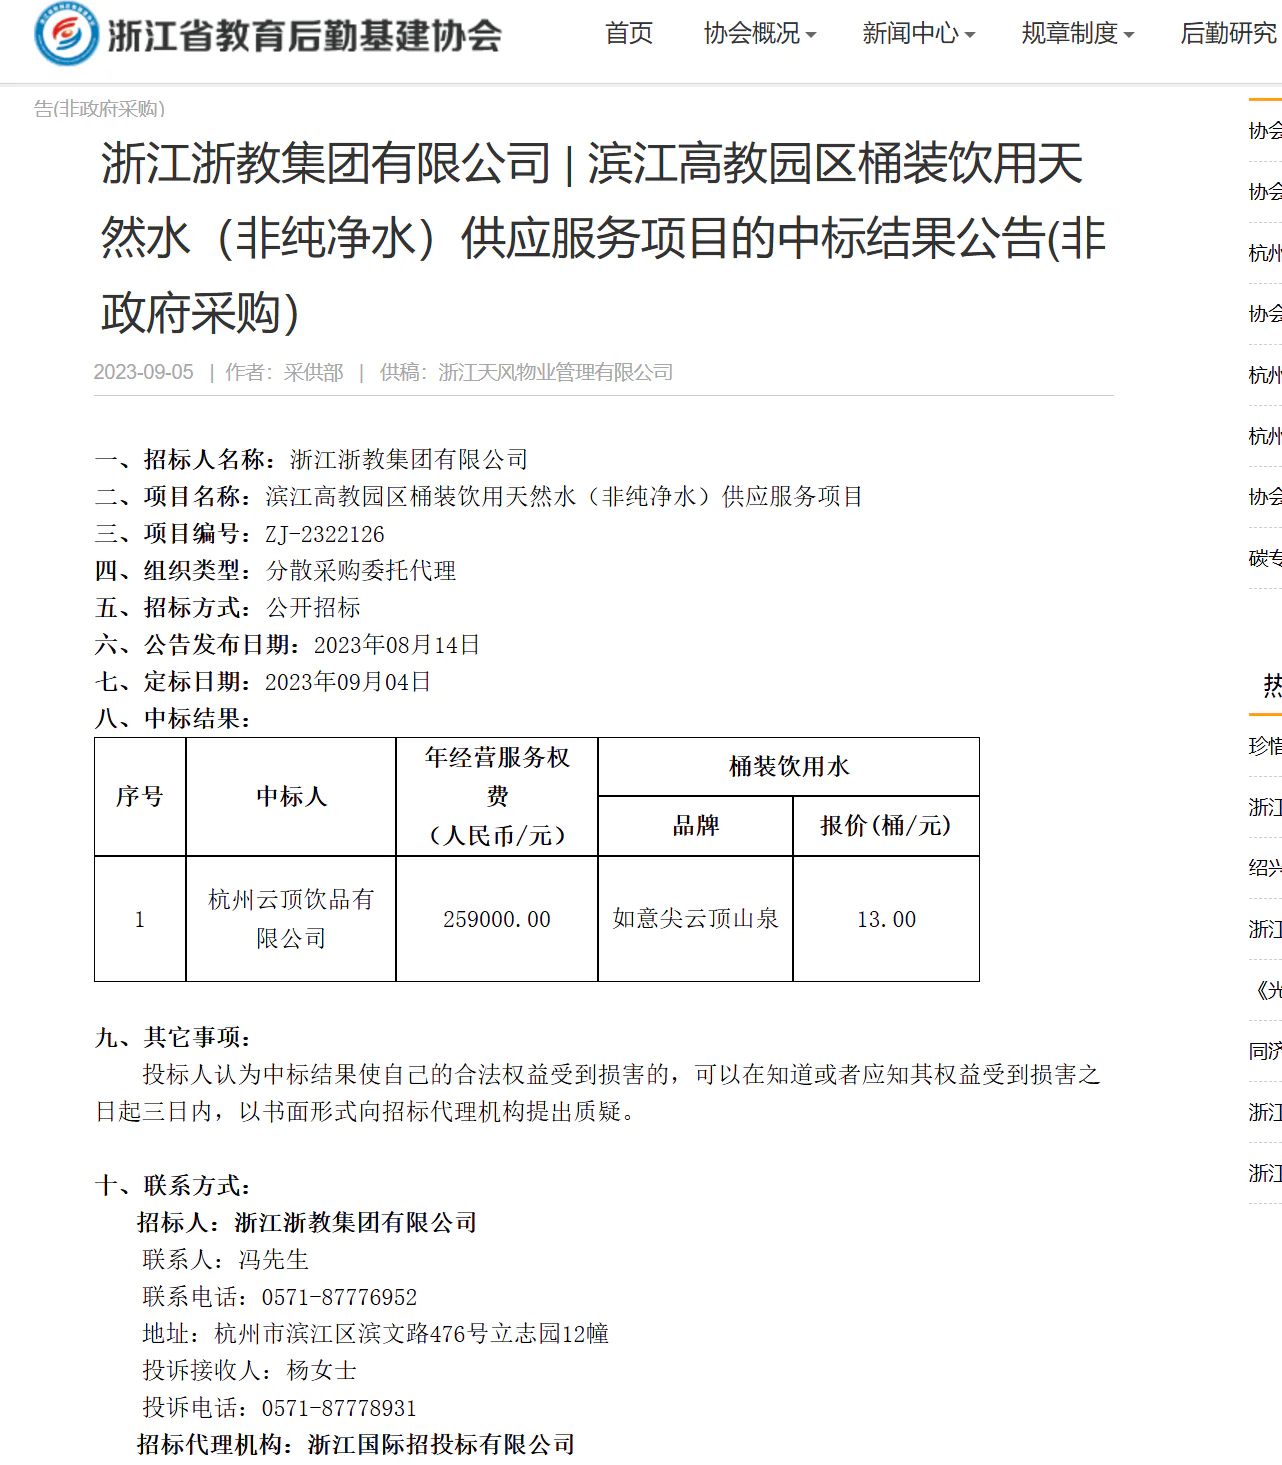 浙江省教育后勤基建协会
首页 协会概况 新闻中心 规章制度 后勤研究
告(非政府采购)
浙江浙教集团有限公司 | 滨江高教园区桶装饮用天
然水（非纯净水）供应服务项目的中标结果公告(非
政府采购)
2023-09-05 | 作者：采供部 | 供稿：浙江天风物业管理有限公司
一、招标人名称：浙江浙教集团有限公司
二、项目名称：滨江高教园区桶装饮用天然水（非纯净水）供应服务项目
三、项目编号：ZJ-2322126
四、组织类型：分散采购委托代理
五、招标方式：公开招标
六、公告发布日期：2023年08月14日
七、定标日期：2023年09月04日
八、中标结果：
序号 中标人 年经营服务权
费
（人民币/元） 桶装饮用水
品牌 报价(桶/元)
1 杭州云顶饮品有
限公司 259000.00 如意尖云顶山泉 13.00
九、其它事项：
投标人认为中标结果使自己的合法权益受到损害的，可以在知道或者应知其权益受到损害之
日起三日内，以书面形式向招标代理机构提出质疑。
十、联系方式：
招标人：浙江浙教集团有限公司
联系人：冯先生
联系电话：0571-87776952
地址：杭州市滨江区滨文路476号立志园12幢
投诉接收人：杨女士
投诉电话：0571-87778931
招标代理机构：浙江国际招投标有限公司
协会
协会
杭州
协会
杭州
杭州
协会
碳专
热
珍惜
浙江
绍兴
浙江
《光
同济
浙江
浙江